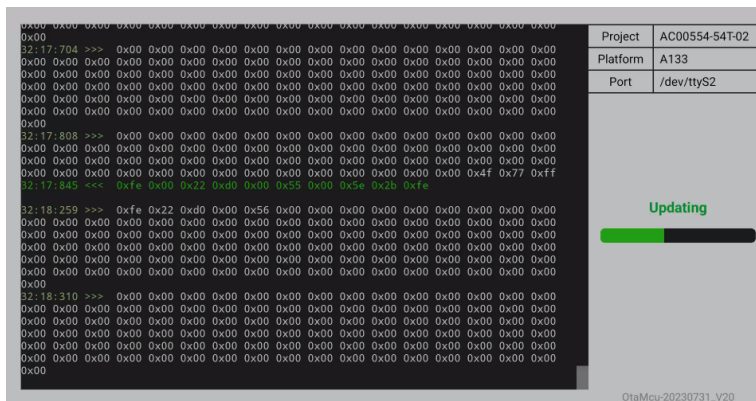 0x00 0x00 0x00 0x00 0x00 0x00 0x00 0x00 0x00 0x00 0x00 0x00 0x00 0x00 0x00 0x00 0x00
0x00
32:17:704 >>> 0x00 0x00 0x00 0x00 0x00 0x00 0x00 0x00 0x00 0x00 0x00 0x00 0x00 0x00
0x00 0x00 0x00 0x00 0x00 0x00 0x00 0x00 0x00 0x00 0x00 0x00 0x00 0x00 0x00 0x00 0x00
0x00 0x00 0x00 0x00 0x00 0x00 0x00 0x00 0x00 0x00 0x00 0x00 0x00 0x00 0x00 0x00 0x00
0x00 0x00 0x00 0x00 0x00 0x00 0x00 0x00 0x00 0x00 0x00 0x00 0x00 0x00 0x00 0x00 0x00
0x00 0x00 0x00 0x00 0x00 0x00 0x00 0x00 0x00 0x00 0x00 0x00 0x00 0x00 0x00 0x00 0x00
0x00 0x00 0x00 0x00 0x00 0x00 0x00 0x00 0x00 0x00 0x00 0x00 0x00 0x00 0x00 0x00 0x00
0x00
32:17:808 >>> 0x00 0x00 0x00 0x00 0x00 0x00 0x00 0x00 0x00 0x00 0x00 0x00 0x00 0x00
0x00 0x00 0x00 0x00 0x00 0x00 0x00 0x00 0x00 0x00 0x00 0x00 0x00 0x00 0x00 0x00 0x00
0x00 0x00 0x00 0x00 0x00 0x00 0x00 0x00 0x00 0x00 0x00 0x00 0x00 0x00 0x00 0x00 0x00
0x00 0x00 0x00 0x00 0x00 0x00 0x00 0x00 0x00 0x00 0x00 0x00 0x00 0x00 0x4f 0x77 0xff
32:17:845 <<< 0xfe 0x00 0x22 0xd0 0x00 0x55 0x00 0x5e 0x2b 0xfe
32:18:259 >>> 0xfe 0x22 0xd0 0x00 0x56 0x00 0x00 0x00 0x00 0x00 0x00 0x00 0x00 0x00
0x00 0x00 0x00 0x00 0x00 0x00 0x00 0x00 0x00 0x00 0x00 0x00 0x00 0x00 0x00 0x00 0x00
0x00 0x00 0x00 0x00 0x00 0x00 0x00 0x00 0x00 0x00 0x00 0x00 0x00 0x00 0x00 0x00 0x00
0x00 0x00 0x00 0x00 0x00 0x00 0x00 0x00 0x00 0x00 0x00 0x00 0x00 0x00 0x00 0x00 0x00
0x00 0x00 0x00 0x00 0x00 0x00 0x00 0x00 0x00 0x00 0x00 0x00 0x00 0x00 0x00 0x00 0x00
0x00 0x00 0x00 0x00 0x00 0x00 0x00 0x00 0x00 0x00 0x00 0x00 0x00 0x00 0x00 0x00 0x00
0x00
32:18:310 >>> 0x00 0x00 0x00 0x00 0x00 0x00 0x00 0x00 0x00 0x00 0x00 0x00 0x00 0x00
0x00 0x00 0x00 0x00 0x00 0x00 0x00 0x00 0x00 0x00 0x00 0x00 0x00 0x00 0x00 0x00 0x00
0x00 0x00 0x00 0x00 0x00 0x00 0x00 0x00 0x00 0x00 0x00 0x00 0x00 0x00 0x00 0x00 0x00
0x00 0x00 0x00 0x00 0x00 0x00 0x00 0x00 0x00 0x00 0x00 0x00 0x00 0x00 0x00 0x00 0x00
0x00 0x00 0x00 0x00 0x00 0x00 0x00 0x00 0x00 0x00 0x00 0x00 0x00 0x00 0x00 0x00 0x00
0x00 0x00 0x00 0x00 0x00 0x00 0x00 0x00 0x00 0x00 0x00 0x00 0x00 0x00 0x00 0x00 0x00
0x00
Project AC00554-54T-02
Platform A133
Port /dev/ttyS2
Updating
OtaMcu-20230731_V20